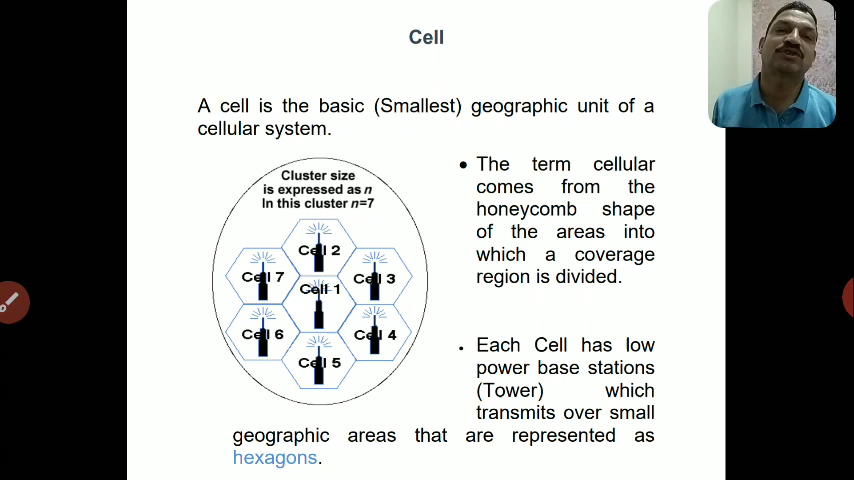 Cell
A cell is the basic (Smallest) geographic unit of a
cellular system.
Cluster size
is expressed as n
In this cluster n=7
Cell 2
Cell 7
Cell 3
Cell 1
Cell 6
Cell 4
Cell 5
• The term cellular
comes from the
honeycomb shape
of the areas into
which a coverage
region is divided.
• Each Cell has low
power base stations
(Tower) which
transmits over small
geographic areas that are represented as
hexagons.